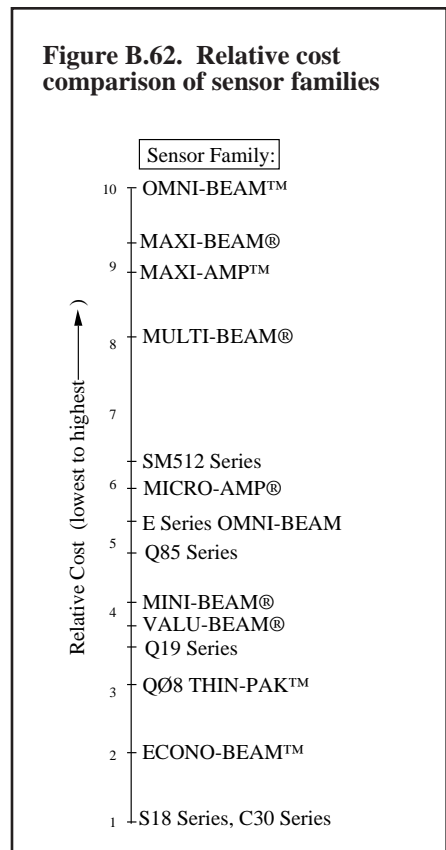 Figure B.62. Relative cost
comparison of sensor families
Sensor Family:
10 OMNI-BEAM™
MAXI-BEAM®
9 MAXI-AMP™
8 MULTI-BEAM®
7
SM512 Series
6 MICRO-AMP®
E Series OMNI-BEAM
5 Q85 Series
4 MINI-BEAM®
VALU-BEAM®
Q19 Series
3 QØ8 THIN-PAK™
2 ECONO-BEAM™
1 S18 Series, C30 Series
Relative Cost (lowest to highest )